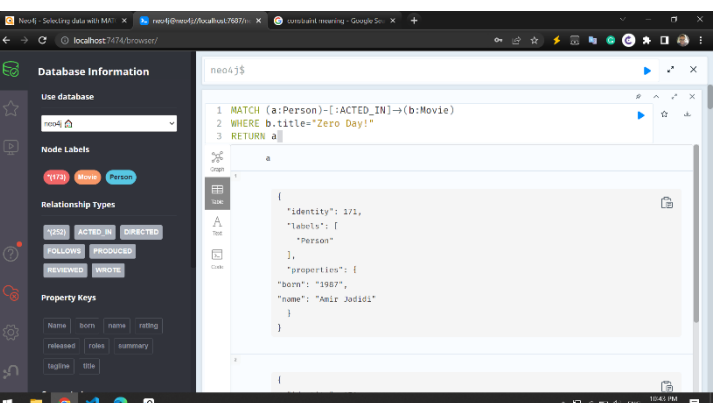 Neo4j - Selecting data with MAT
neo4j@neo4j://localhost:7687/ne
constraint meaning - Google Se
localhost:7474/browser/
Database Information
Use database
neo4j
Node Labels
*(173) Movie Person
Relationship Types
*(252) ACTED_IN DIRECTED
FOLLOWS PRODUCED
REVIEWED WROTE
Property Keys
Name born name rating
released roles summary
tagline title
neo4j$
1 MATCH (a:Person)-[:ACTED_IN]→(b:Movie)
2 WHERE b.title="Zero Day!"
3 RETURN a
Graph
Table
Text
Code
a
1
{
"identity": 171,
"labels": [
"Person"
],
"properties": {
"born": "1987",
"name": "Amir Jadidi"
}
}
2
{
10:43 PM